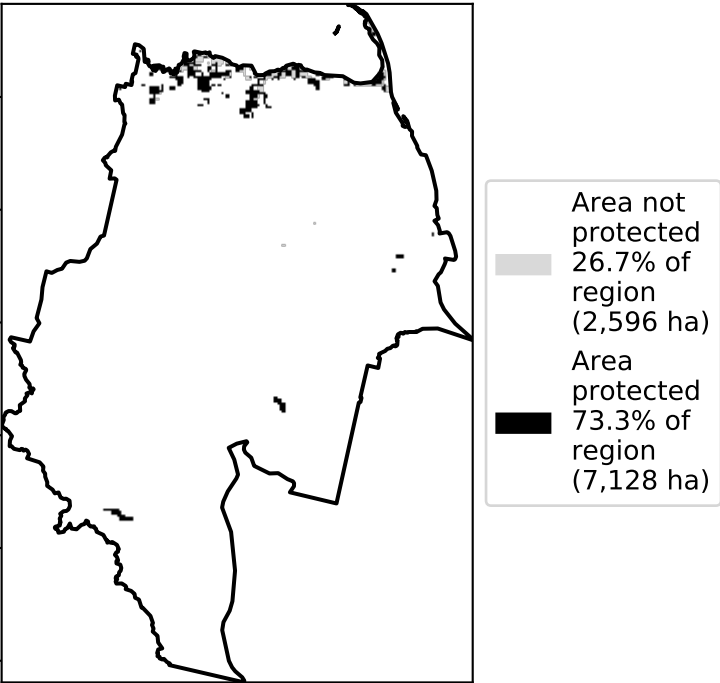 Area not
protected
26.7% of
region
(2,596 ha)
Area
protected
73.3% of
region
(7,128 ha)